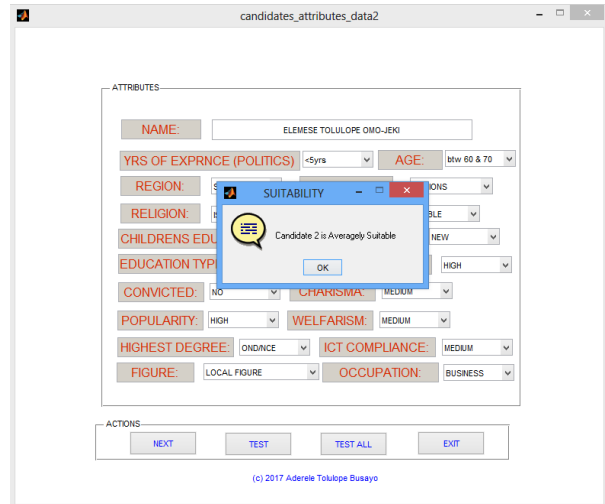 candidates_attributes_data2
ATTRIBUTES
NAME: ELEMESE TOLULOPE OMO-JEKI
YRS OF EXPRNCE (POLITICS) <5yrs AGE: btw 60 & 70
REGION:
SUITABILITY
RELIGION:
Candidate 2 is Averagely Suitable
CHILDRENS NEW
OK
EDUCATION HIGH
CONVICTED: NO CHARISMA: MEDIUM
POPULARITY: HIGH WELFARISM: MEDIUM
HIGHEST DEGREE: OND/NCE ICT COMPLIANCE: MEDIUM
FIGURE: LOCAL FIGURE OCCUPATION: BUSINESS
ACTIONS
NEXT TEST TEST ALL EXIT
(c) 2017 Aderele Tolulope Busayo